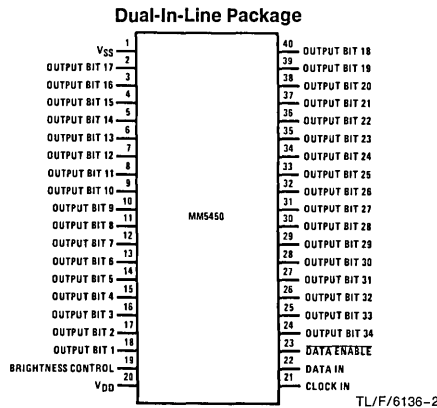 Dual-In-Line Package
VSS 1
OUTPUT BIT 17 2
OUTPUT BIT 16 3
OUTPUT BIT 15 4
OUTPUT BIT 14 5
OUTPUT BIT 13 6
OUTPUT BIT 12 7
OUTPUT BIT 11 8
OUTPUT BIT 10 9
OUTPUT BIT 9 10
OUTPUT BIT 8 11
OUTPUT BIT 7 12
OUTPUT BIT 6 13
OUTPUT BIT 5 14
OUTPUT BIT 4 15
OUTPUT BIT 3 16
OUTPUT BIT 2 17
OUTPUT BIT 1 18
BRIGHTNESS CONTROL 19
VDD 20
MM5450
40 OUTPUT BIT 18
39 OUTPUT BIT 19
38 OUTPUT BIT 20
37 OUTPUT BIT 21
36 OUTPUT BIT 22
35 OUTPUT BIT 23
34 OUTPUT BIT 24
33 OUTPUT BIT 25
32 OUTPUT BIT 26
31 OUTPUT BIT 27
30 OUTPUT BIT 28
29 OUTPUT BIT 29
28 OUTPUT BIT 30
27 OUTPUT BIT 31
26 OUTPUT BIT 32
25 OUTPUT BIT 33
24 OUTPUT BIT 34
23 DATA ENABLE
22 DATA IN
21 CLOCK IN
TL/F/6136-2